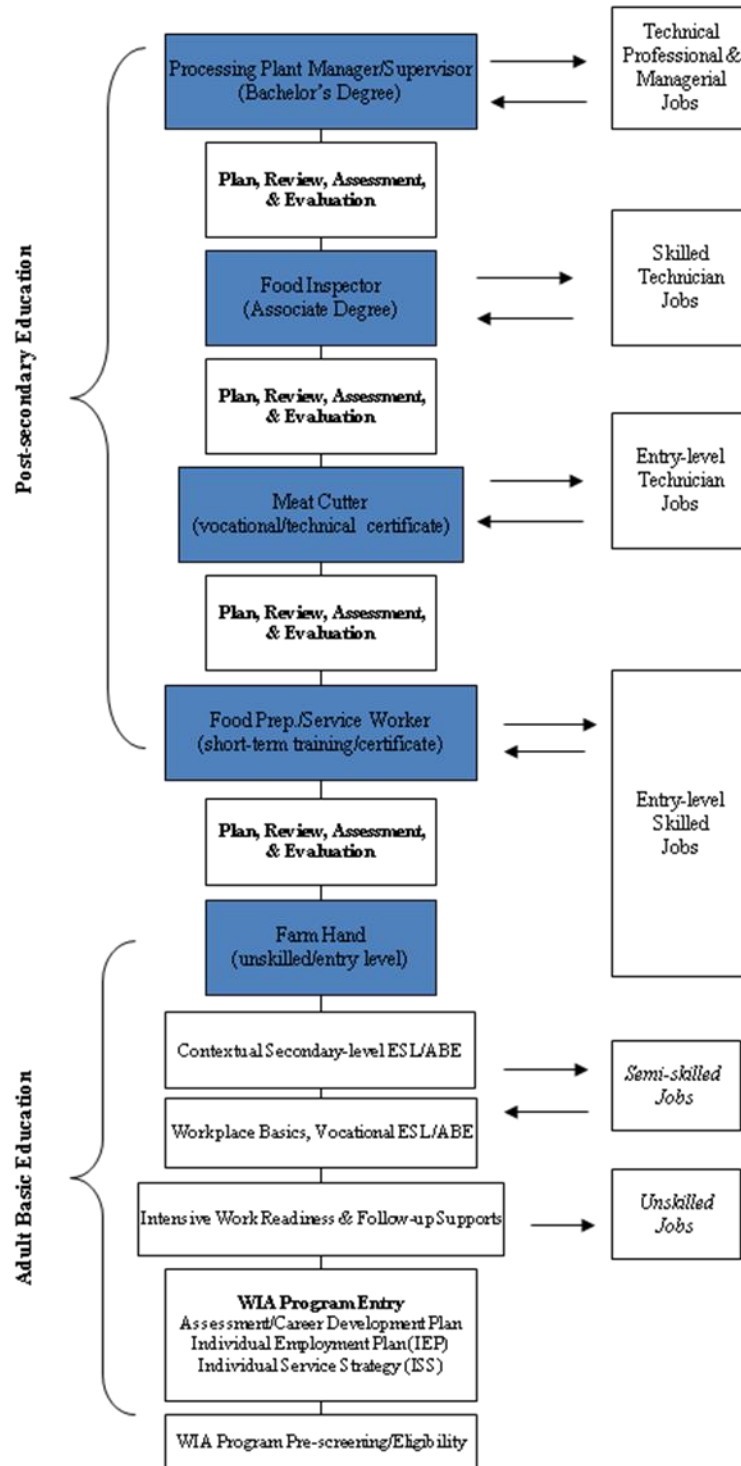 Technical
Professional &
Managerial
Jobs
Processing Plant Manager/Supervisor
(Bachelor's Degree)
Plan, Review, Assessment,
& Evaluation
Skilled
Technician
Jobs
Food Inspector
(Associate Degree)
Post-secondary Education
Plan, Review, Assessment,
& Evaluation
Entry-level
Technician
Jobs
Meat Cutter
(vocational/technical certificate)
Plan, Review, Assessment,
& Evaluation
Food Prep./Service Worker
(short-term training/certificate)
Entry-level
Skilled
Jobs
Plan, Review, Assessment,
& Evaluation
Farm Hand
(unskilled/entry level)
Contextual Secondary-level ESL/ABE
Semi-skilled
Jobs
Workplace Basics, Vocational ESL/ABE
Adult Basic Education
Intensive Work Readiness & Follow-up Supports
Unskilled
Jobs
WIA Program Entry
Assessment/Career Development Plan
Individual Employment Plan (IEP)
Individual Service Strategy (ISS)
WIA Program Pre-screening/Eligibility